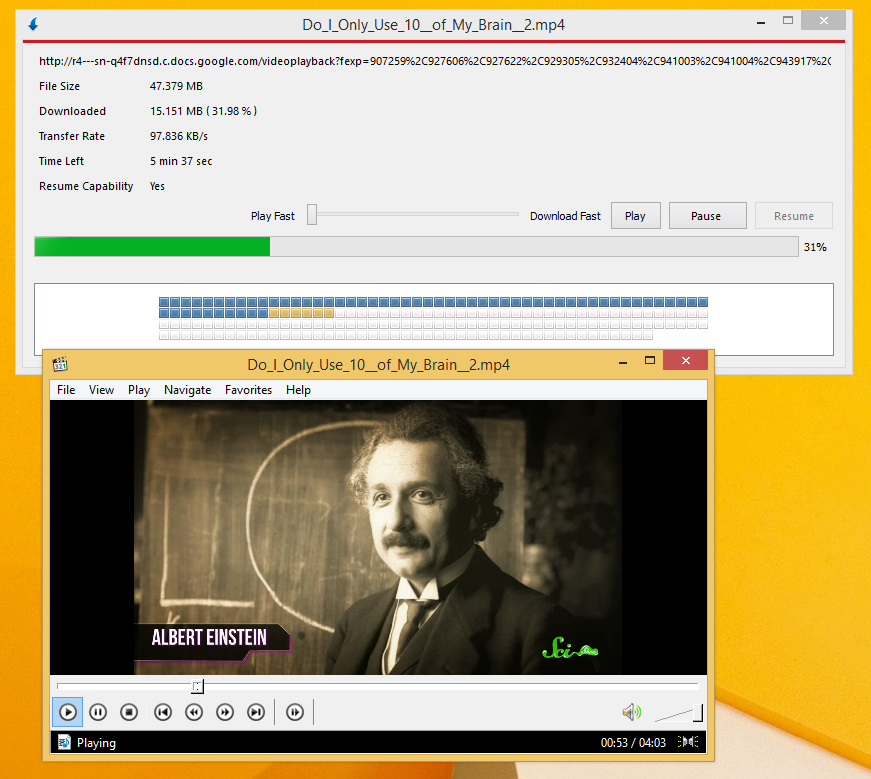 Do_I_Only_Use_10__of_My_Brain__2.mp4
http://r4---sn-q4f7dnsd.c.docs.google.com/videoplayback?fexp=907259%2C927606%2C927622%2C929305%2C932404%2C941003%2C941004%2C943917%2C
File Size 47.379 MB
Downloaded 15.151 MB ( 31.98 % )
Transfer Rate 97.836 KB/s
Time Left 5 min 37 sec
Resume Capability Yes
Play Fast Download Fast Play Pause Resume
31%
Do_I_Only_Use_10__of_My_Brain__2.mp4
File View Play Navigate Favorites Help
ALBERT EINSTEIN
Sci
Playing 00:53 / 04:03